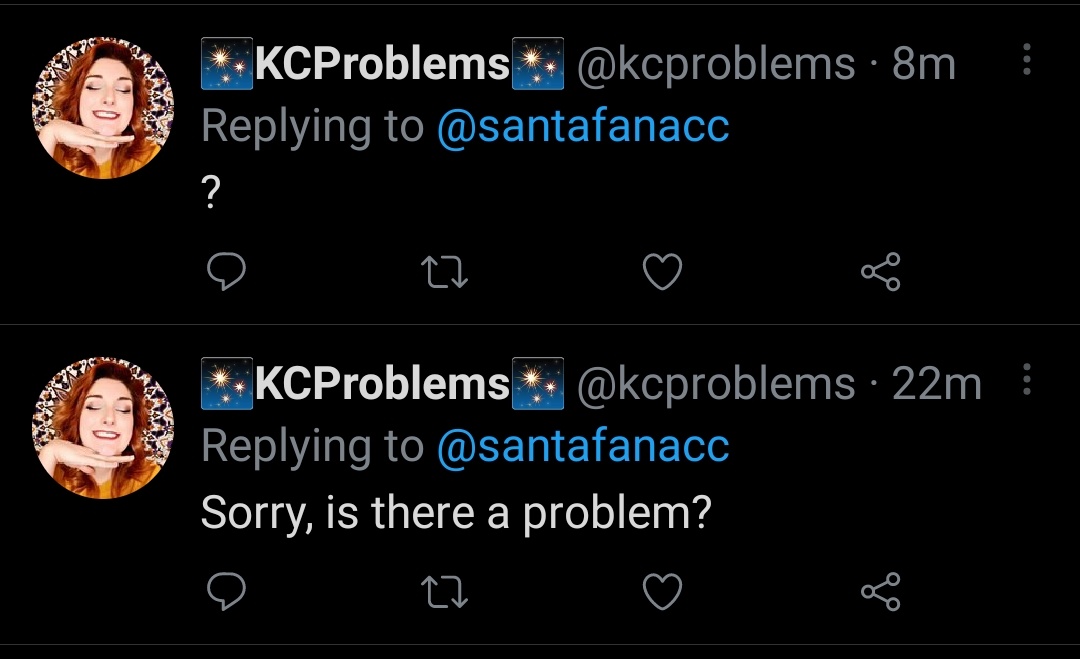 🎇KCProblems🎇 @kcproblems · 8m
Replying to @santafanacc
?
🎇KCProblems🎇 @kcproblems · 22m
Replying to @santafanacc
Sorry, is there a problem?